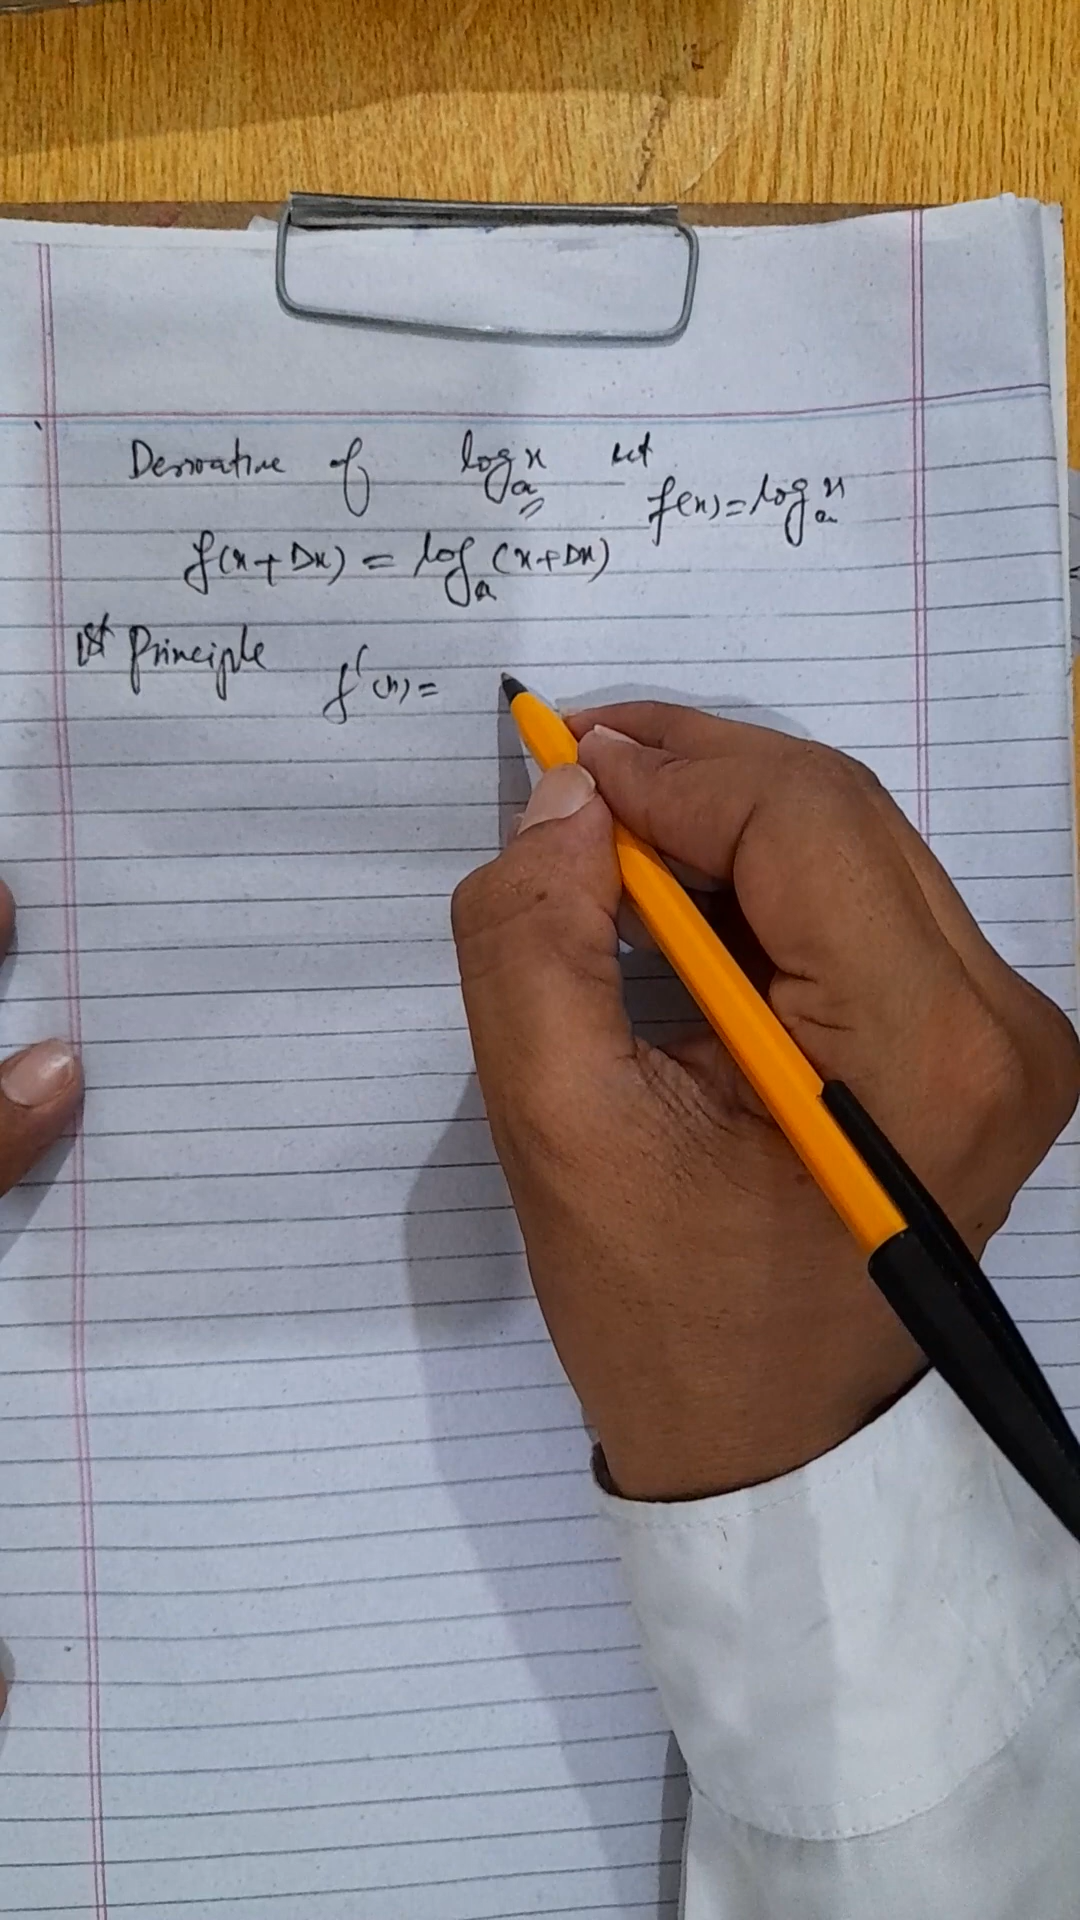 Derivative of logₐx let
f(x) = logₐx
f(x+Δx) = logₐ(x+Δx)
1st Principle f'(x) =